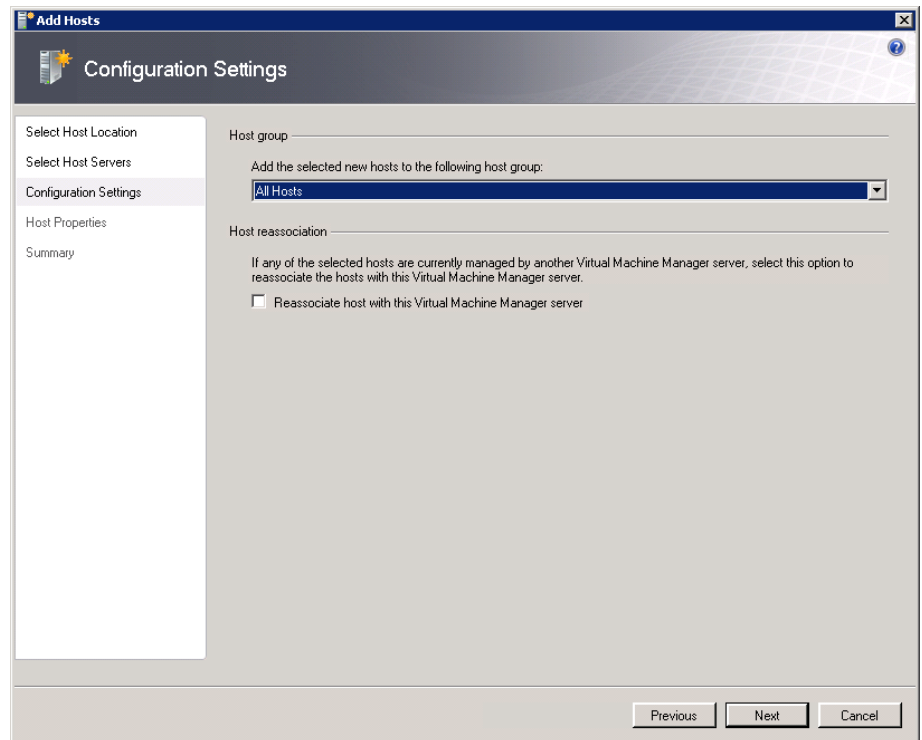 Add Hosts
Configuration Settings
Select Host Location
Select Host Servers
Configuration Settings
Host Properties
Summary
Host group
Add the selected new hosts to the following host group:
All Hosts
Host reassociation
If any of the selected hosts are currently managed by another Virtual Machine Manager server, select this option to
reassociate the hosts with this Virtual Machine Manager server.
Reassociate host with this Virtual Machine Manager server
Previous
Next
Cancel